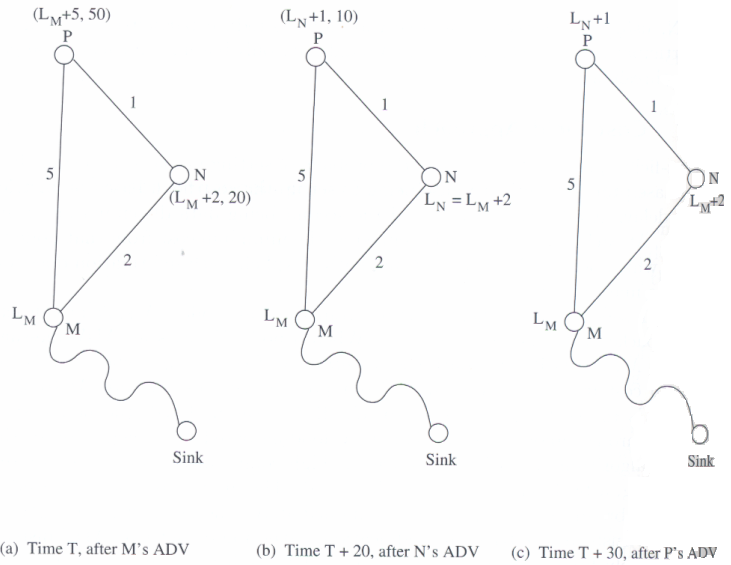 (L_M+5, 50)
P
1
5
N
(L_M +2, 20)
2
L_M
M
Sink
(a) Time T, after M's ADV
(L_N+1, 10)
P
1
5
N
L_N = L_M +2
2
L_M
M
Sink
(b) Time T + 20, after N's ADV
L_N+1
P
1
5
N
L_M+2
2
L_M
M
Sink
(c) Time T + 30, after P's ADV